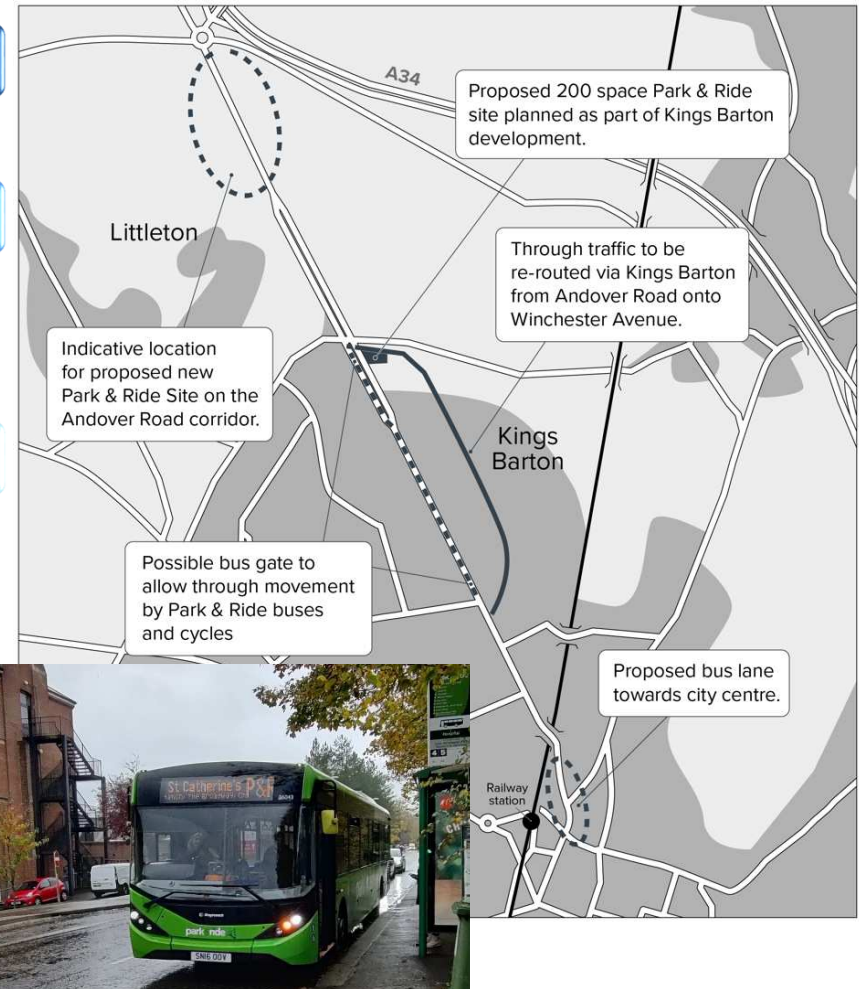 A34
Proposed 200 space Park & Ride
site planned as part of Kings Barton
development.
Littleton
Through traffic to be
re-routed via Kings Barton
from Andover Road onto
Winchester Avenue.
Indicative location
for proposed new
Park & Ride Site on the
Andover Road corridor.
Kings
Barton
Possible bus gate to
allow through movement
by Park & Ride buses
and cycles
Proposed bus lane
towards city centre.
Railway
station
St Catherine's P&R
park ride
SN16 ODV